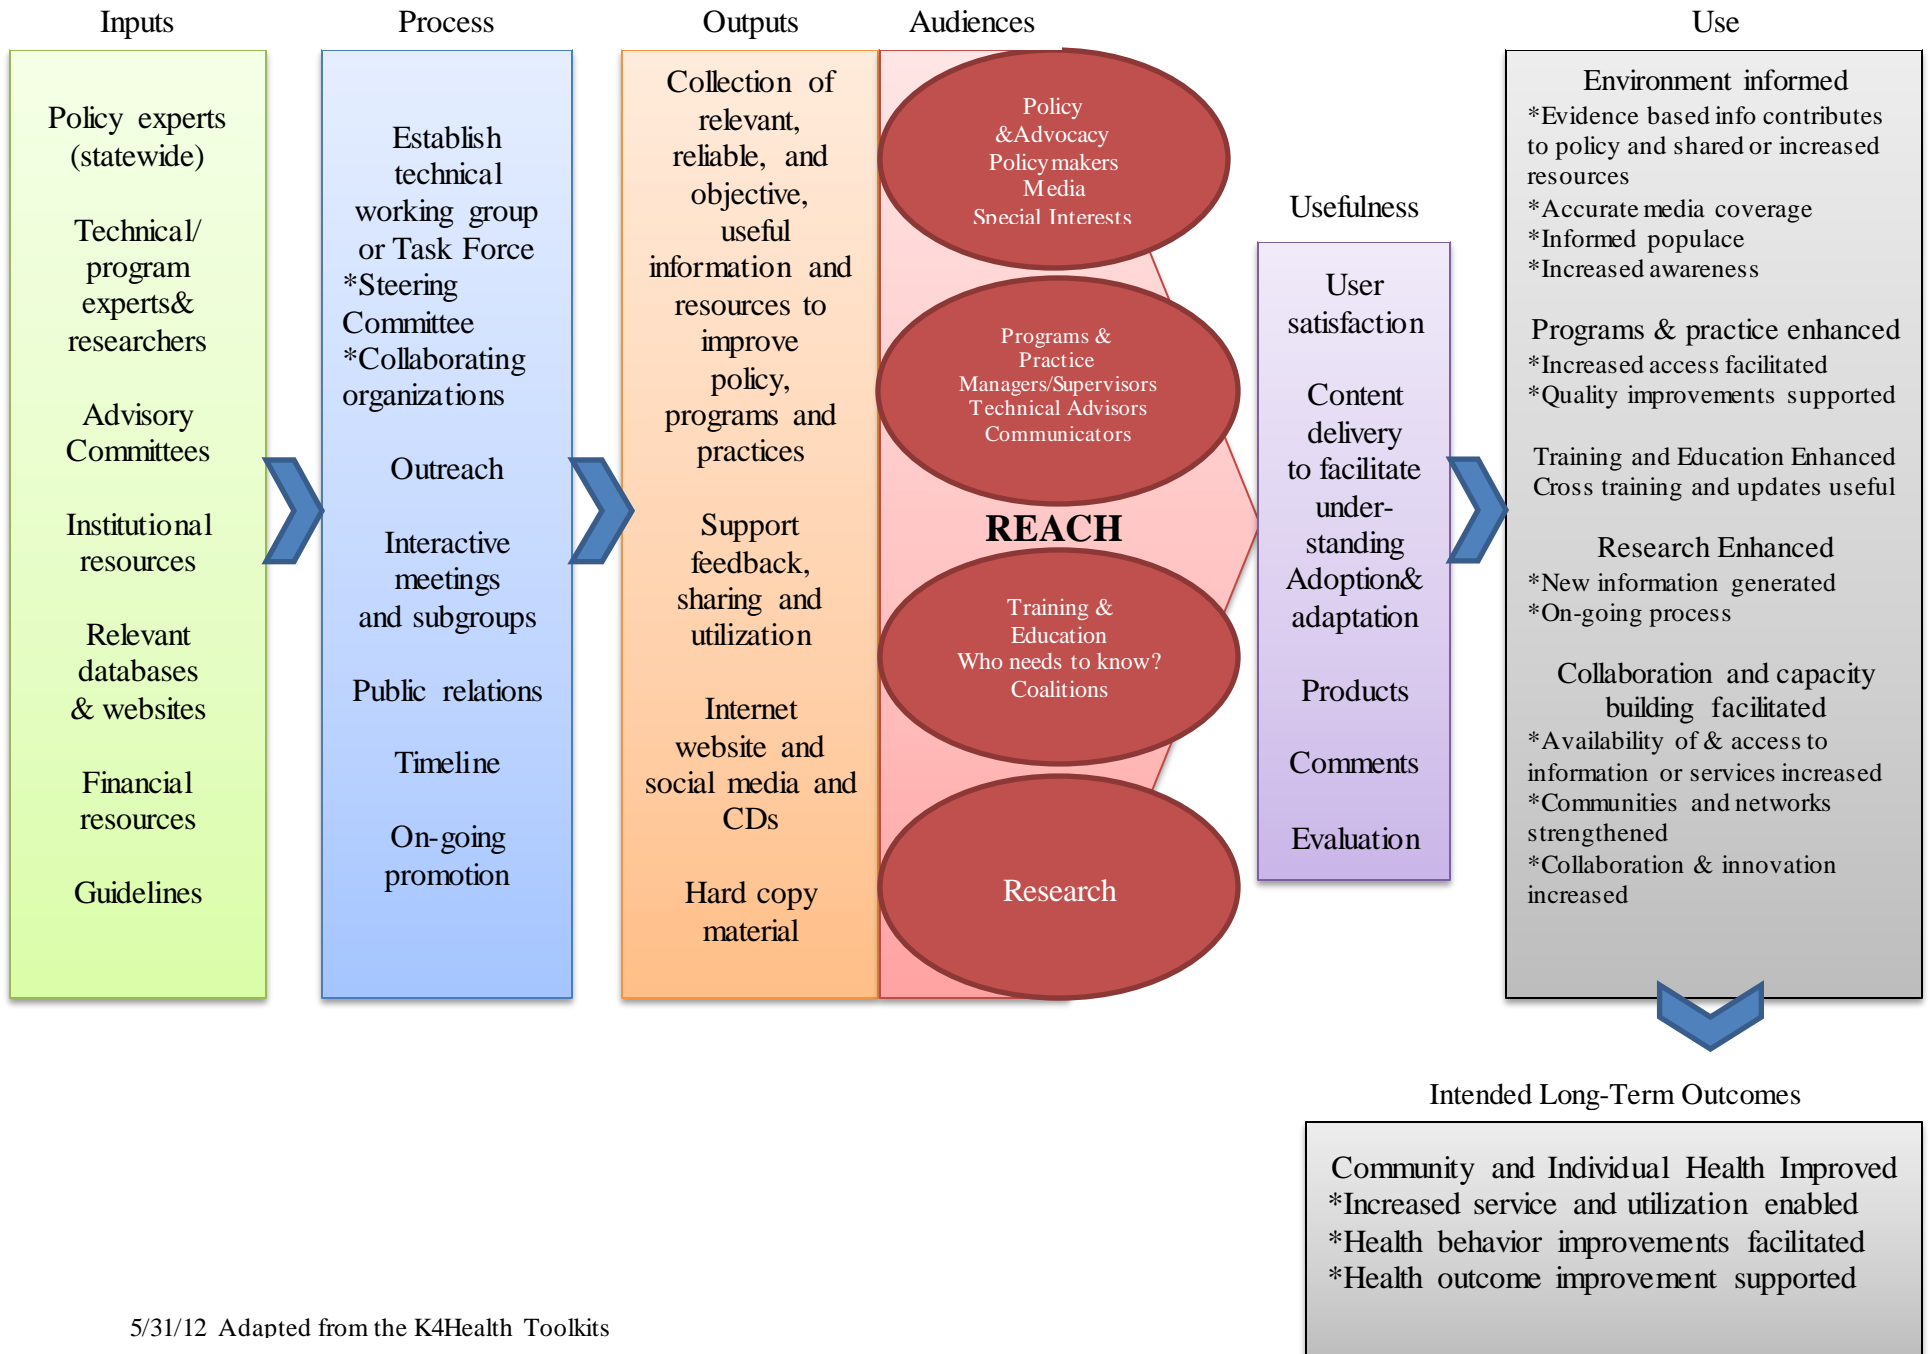 Inputs
Policy experts
(statewide)
Technical/
program
experts&
researchers
Advisory
Committees
Institutional
resources
Relevant
databases
& websites
Financial
resources
Guidelines
Process
Establish
technical
working group
or Task Force
*Steering
Committee
*Collaborating
organizations
Outreach
Interactive
meetings
and subgroups
Public relations
Timeline
On-going
promotion
Outputs
Collection of
relevant,
reliable, and
objective,
useful
information and
resources to
improve
policy,
programs and
practices
Support
feedback,
sharing and
utilization
Internet
website and
social media and
CDs
Hard copy
material
Audiences
Policy
&Advocacy
Policymakers
Media
Special Interests
Programs &
Practice
Managers/Supervisors
Technical Advisors
Communicators
REACH
Training &
Education
Who needs to know?
Coalitions
Research
Usefulness
User
satisfaction
Content
delivery
to facilitate
under-
standing
Adoption&
adaptation
Products
Comments
Evaluation
Use
Environment informed
*Evidence based info contributes
to policy and shared or increased
resources
*Accurate media coverage
*Informed populace
*Increased awareness
Programs & practice enhanced
*Increased access facilitated
*Quality improvements supported
Training and Education Enhanced
Cross training and updates useful
Research Enhanced
*New information generated
*On-going process
Collaboration and capacity
building facilitated
*Availability of & access to
information or services increased
*Communities and networks
strengthened
*Collaboration & innovation
increased
Intended Long-Term Outcomes
Community and Individual Health Improved
*Increased service and utilization enabled
*Health behavior improvements facilitated
*Health outcome improvement supported
5/31/12 Adapted from the K4Health Toolkits